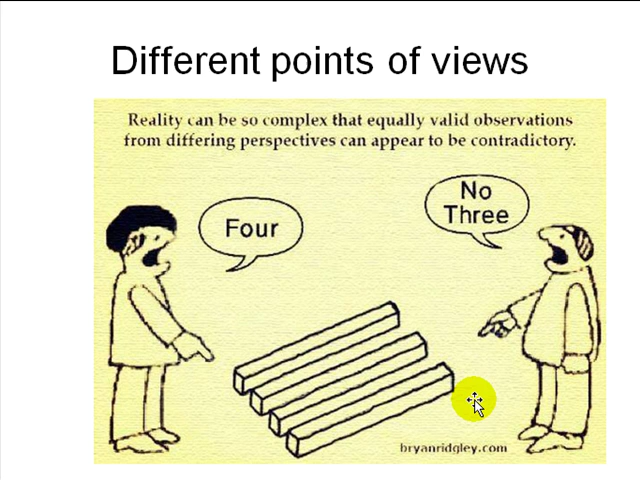 Different points of views
Reality can be so complex that equally valid observations
from differing perspectives can appear to be contradictory.
No
Three
Four
bryanridgley.com